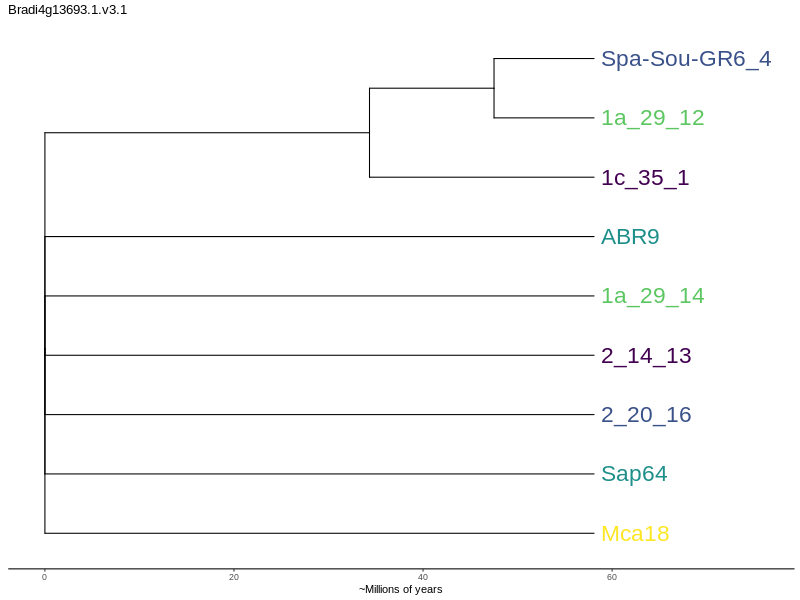 Bradi4g13693.1.v3.1
Spa-Sou-GR6_4
1a_29_12
1c_35_1
ABR9
1a_29_14
2_14_13
2_20_16
Sap64
Mca18
0 20 40 60
~Millions of years